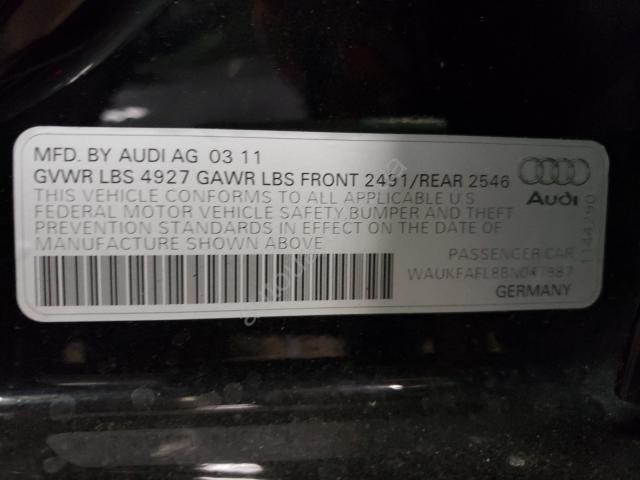 MFD. BY AUDI AG 03 11
GVWR LBS 4927 GAWR LBS FRONT 2491/REAR 2546
THIS VEHICLE CONFORMS TO ALL APPLICABLE U S
FEDERAL MOTOR VEHICLE SAFETY,BUMPER AND THEFT
PREVENTION STANDARDS IN EFFECT ON THE DATE OF
MANUFACTURE SHOWN ABOVE
Audi
PASSENGER CAR
GERMANY